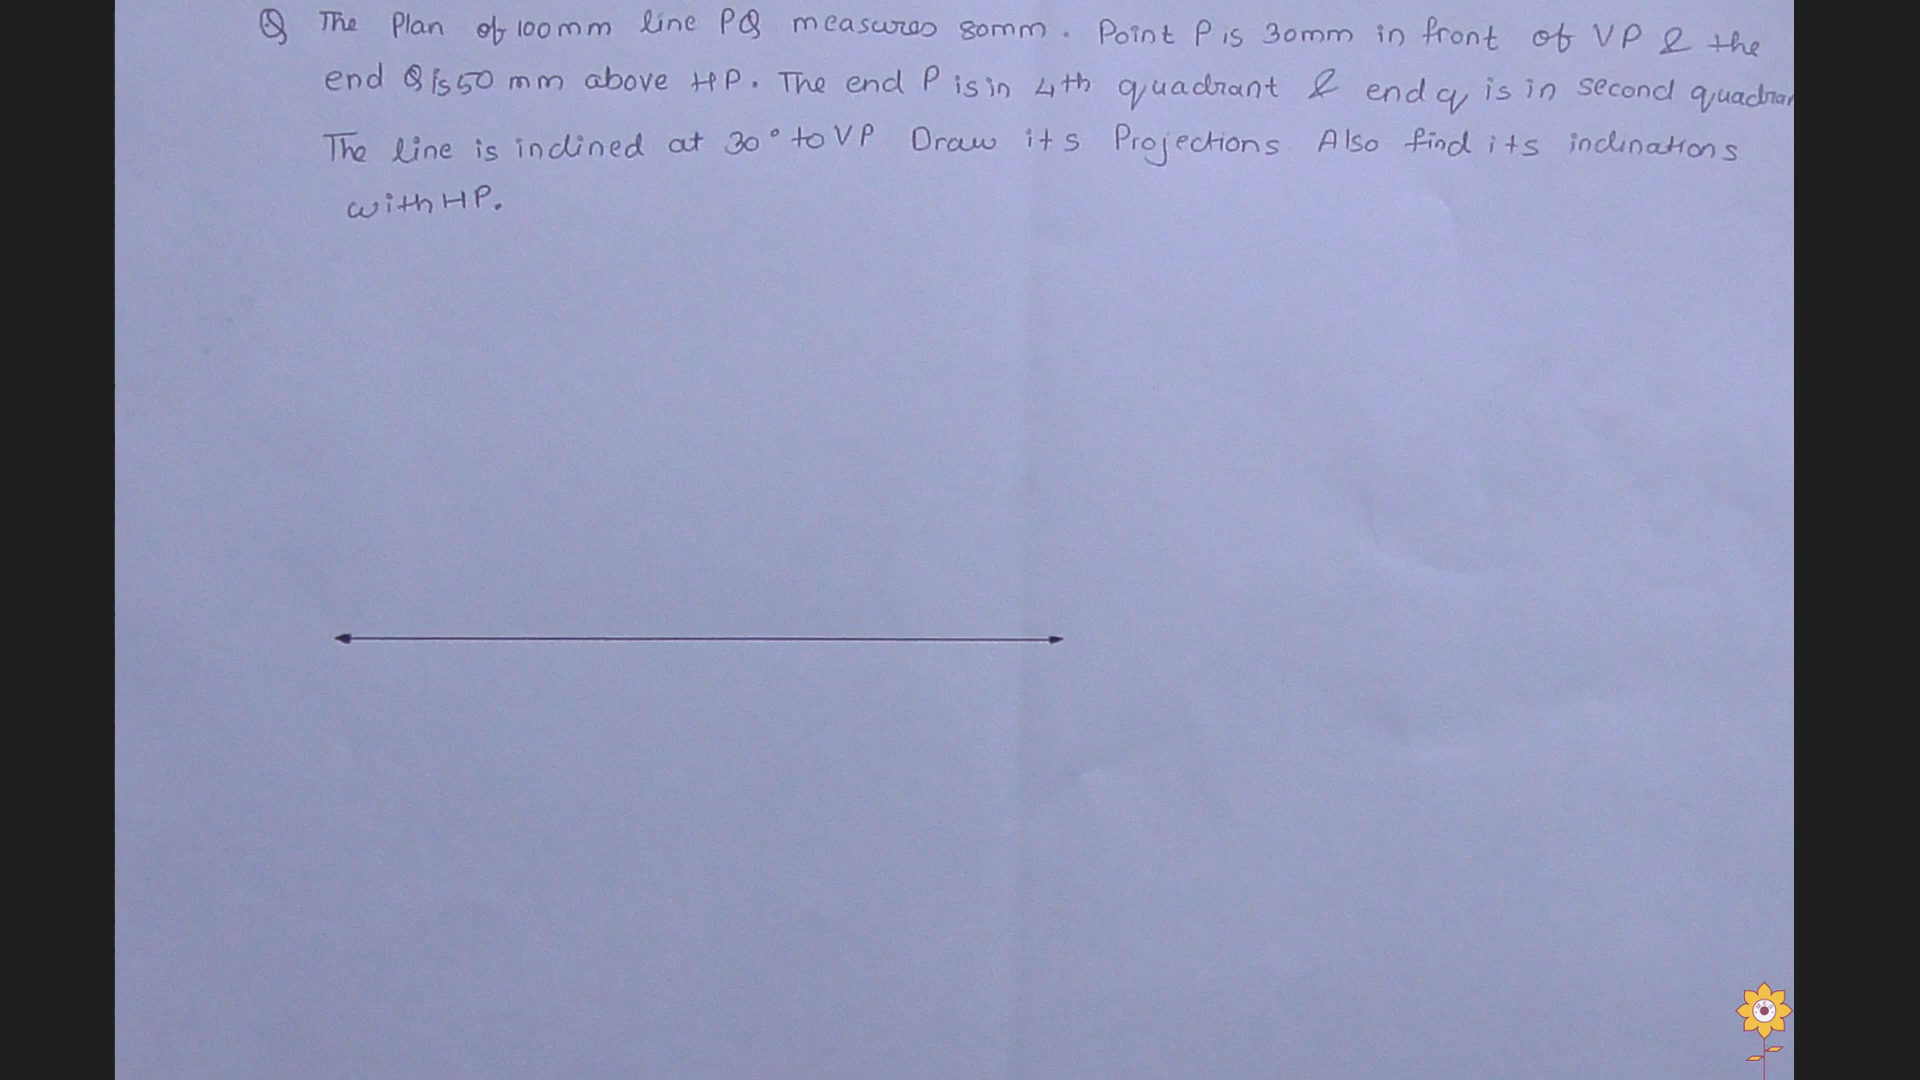 Q The Plan of 100mm line PQ measures 80mm. Point P is 30mm in front of VP & the
end Q is 50 mm above HP. The end P is in 4th quadrant & end q is in second quadran
The line is inclined at 30° to VP Draw its Projections. Also find its inclinations
with HP.